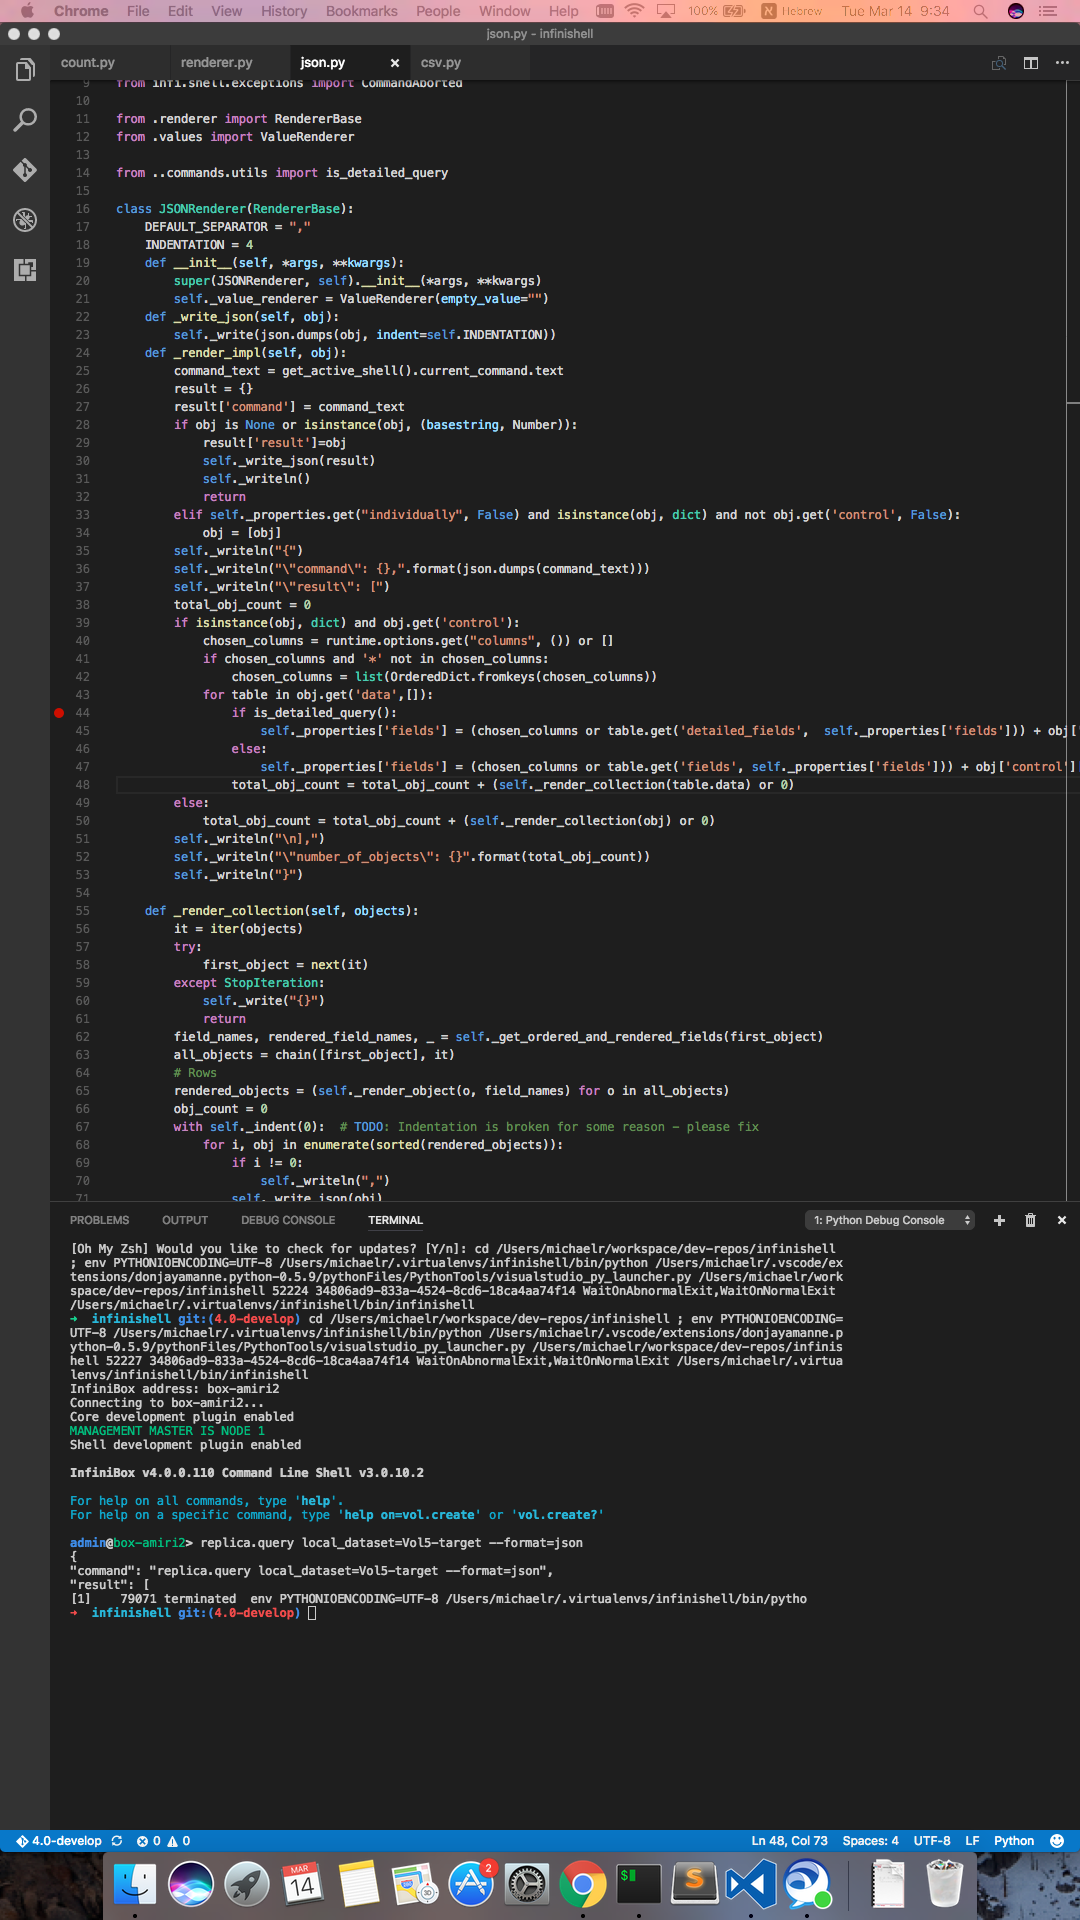 Chrome File Edit View History Bookmarks People Window Help 100% Hebrew Tue Mar 14 9:34
json.py - infinishell
count.py renderer.py json.py × csv.py
9 from infi.shell.exceptions import CommandAborted
10
11 from .renderer import RendererBase
12 from .values import ValueRenderer
13
14 from ..commands.utils import is_detailed_query
15
16 class JSONRenderer(RendererBase):
17 DEFAULT_SEPARATOR = ","
18 INDENTATION = 4
19 def __init__(self, *args, **kwargs):
20 super(JSONRenderer, self).__init__(*args, **kwargs)
21 self._value_renderer = ValueRenderer(empty_value="")
22 def _write_json(self, obj):
23 self._write(json.dumps(obj, indent=self.INDENTATION))
24 def _render_impl(self, obj):
25 command_text = get_active_shell().current_command.text
26 result = {}
27 result['command'] = command_text
28 if obj is None or isinstance(obj, (basestring, Number)):
29 result['result']=obj
30 self._write_json(result)
31 self._writeln()
32 return
33 elif self._properties.get("individually", False) and isinstance(obj, dict) and not obj.get('control', False):
34 obj = [obj]
35 self._writeln("{")
36 self._writeln("\"command\": {},".format(json.dumps(command_text)))
37 self._writeln("\"result\": [")
38 total_obj_count = 0
39 if isinstance(obj, dict) and obj.get('control'):
40 chosen_columns = runtime.options.get("columns", ()) or []
41 if chosen_columns and '*' not in chosen_columns:
42 chosen_columns = list(OrderedDict.fromkeys(chosen_columns))
43 for table in obj.get('data',[]):
44 if is_detailed_query():
45 self._properties['fields'] = (chosen_columns or table.get('detailed_fields', self._properties['fields'])) + obj['
46 else:
47 self._properties['fields'] = (chosen_columns or table.get('fields', self._properties['fields'])) + obj['control']
48 total_obj_count = total_obj_count + (self._render_collection(table.data) or 0)
49 else:
50 total_obj_count = total_obj_count + (self._render_collection(obj) or 0)
51 self._writeln("\n],")
52 self._writeln("\"number_of_objects\": {}".format(total_obj_count))
53 self._writeln("}")
54
55 def _render_collection(self, objects):
56 it = iter(objects)
57 try:
58 first_object = next(it)
59 except StopIteration:
60 self._write("{}")
61 return
62 field_names, rendered_field_names, _ = self._get_ordered_and_rendered_fields(first_object)
63 all_objects = chain([first_object], it)
64 # Rows
65 rendered_objects = (self._render_object(o, field_names) for o in all_objects)
66 obj_count = 0
67 with self._indent(0): # TODO: Indentation is broken for some reason - please fix
68 for i, obj in enumerate(sorted(rendered_objects)):
69 if i != 0:
70 self._writeln(",")
71 self._write_json(obj)
PROBLEMS OUTPUT DEBUG CONSOLE TERMINAL 1: Python Debug Console
[Oh My Zsh] Would you like to check for updates? [Y/n]: cd /Users/michaelr/workspace/dev-repos/infinishell
; env PYTHONIOENCODING=UTF-8 /Users/michaelr/.virtualenvs/infinishell/bin/python /Users/michaelr/.vscode/ex
tensions/donjayamanne.python-0.5.9/pythonFiles/PythonTools/visualstudio_py_launcher.py /Users/michaelr/work
space/dev-repos/infinishell 52224 34806ad9-833a-4524-8cd6-18ca4aa74f14 WaitOnAbnormalExit,WaitOnNormalExit
/Users/michaelr/.virtualenvs/infinishell/bin/infinishell
➜ infinishell git:(4.0-develop) cd /Users/michaelr/workspace/dev-repos/infinishell ; env PYTHONIOENCODING=
UTF-8 /Users/michaelr/.virtualenvs/infinishell/bin/python /Users/michaelr/.vscode/extensions/donjayamanne.p
ython-0.5.9/pythonFiles/PythonTools/visualstudio_py_launcher.py /Users/michaelr/workspace/dev-repos/infinis
hell 52227 34806ad9-833a-4524-8cd6-18ca4aa74f14 WaitOnAbnormalExit,WaitOnNormalExit /Users/michaelr/.virtua
lenvs/infinishell/bin/infinishell
InfiniBox address: box-amiri2
Connecting to box-amiri2...
Core development plugin enabled
MANAGEMENT MASTER IS NODE 1
Shell development plugin enabled
InfiniBox v4.0.0.110 Command Line Shell v3.0.10.2
For help on all commands, type 'help'.
For help on a specific command, type 'help on=vol.create' or 'vol.create?'
admin@box-amiri2> replica.query local_dataset=Vol5-target --format=json
{
"command": "replica.query local_dataset=Vol5-target --format=json",
"result": [
[1] 79071 terminated env PYTHONIOENCODING=UTF-8 /Users/michaelr/.virtualenvs/infinishell/bin/pytho
➜ infinishell git:(4.0-develop)
4.0-develop 0 0 Ln 48, Col 73 Spaces: 4 UTF-8 LF Python
MAR
14
3D
2
$
S